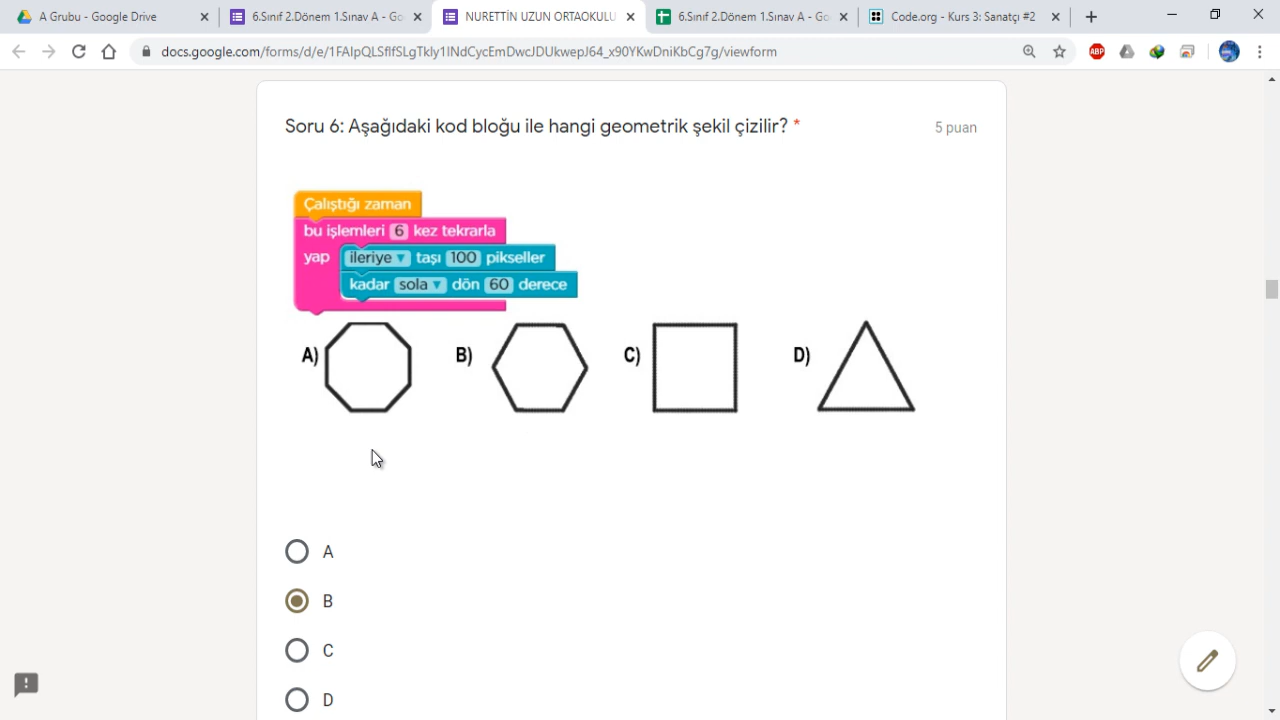 A Grubu - Google Drive
6.Sınıf 2.Dönem 1.Sınav A - G
NURETTİN UZUN ORTAOKULU
6.Sınıf 2.Dönem 1.Sınav A - Go
Code.org - Kurs 3: Sanatçı #2
docs.google.com/forms/d/e/1FAIpQLSflfSLgTkly1INdCycEmDwcJDUkwepJ64_x90YKwDniKbCg7g/viewform
ABP
Soru 6: Aşağıdaki kod bloğu ile hangi geometrik şekil çizilir? *
5 puan
Çalıştığı zaman
bu işlemleri 6 kez tekrarla
yap ileriye taşı 100 pikseller
kadar sola dön 60 derece
A) B) C) D)
A
B
C
D